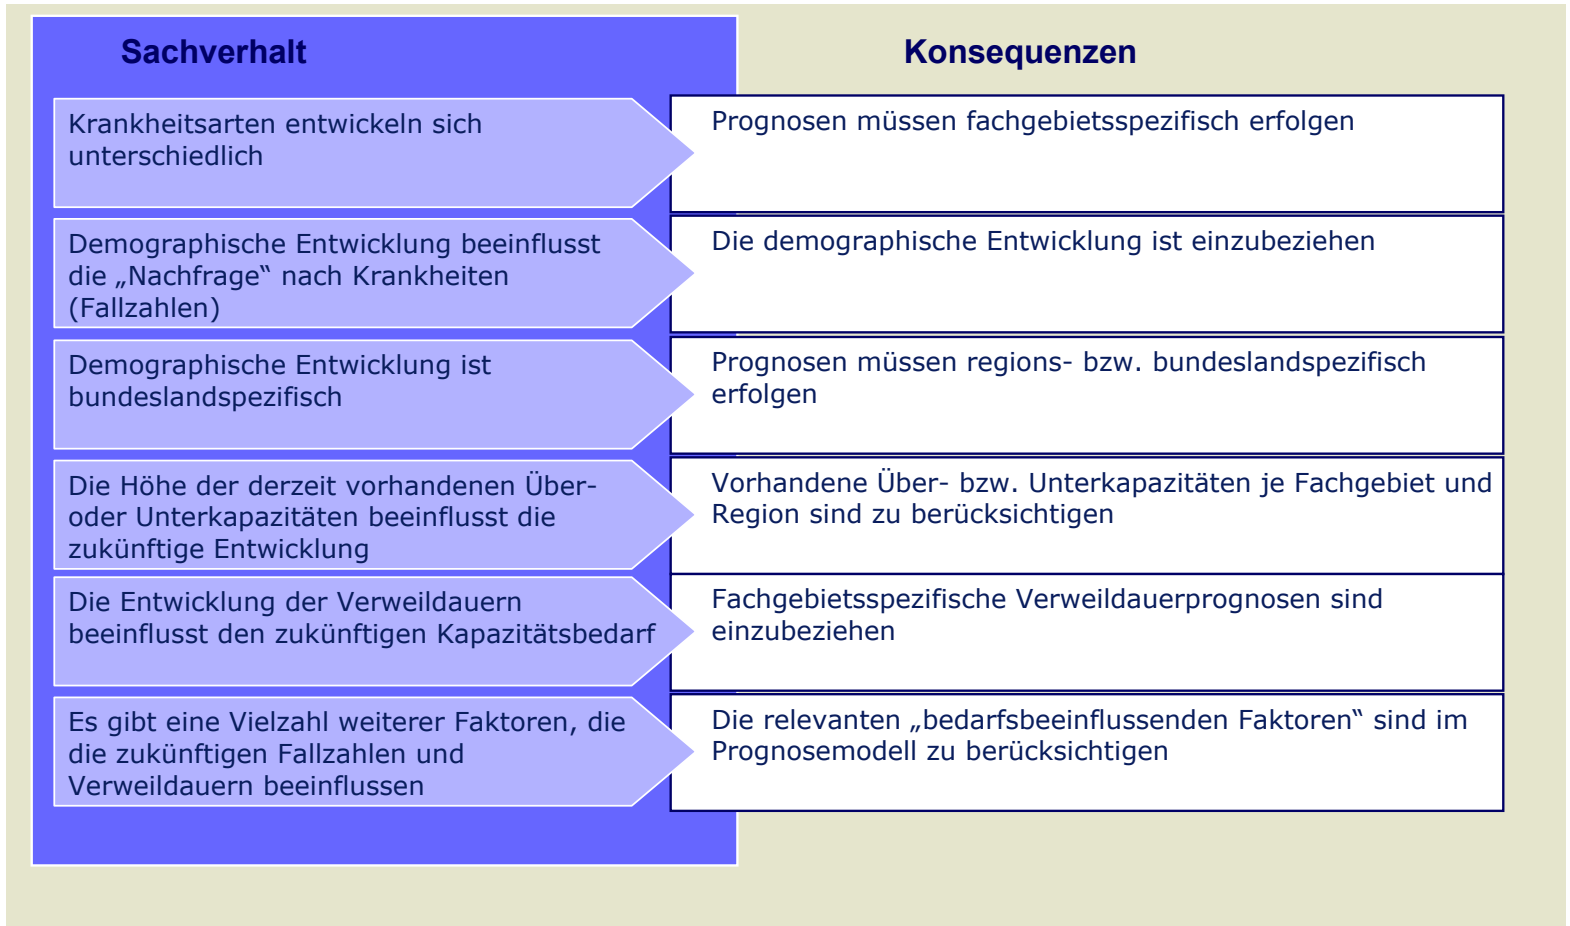 Sachverhalt
Konsequenzen
Krankheitsarten entwickeln sich
unterschiedlich
Prognosen müssen fachgebietsspezifisch erfolgen
Demographische Entwicklung beeinflusst
die „Nachfrage“ nach Krankheiten
(Fallzahlen)
Die demographische Entwicklung ist einzubeziehen
Demographische Entwicklung ist
bundeslandspezifisch
Prognosen müssen regions- bzw. bundeslandspezifisch
erfolgen
Die Höhe der derzeit vorhandenen Über-
oder Unterkapazitäten beeinflusst die
zukünftige Entwicklung
Vorhandene Über- bzw. Unterkapazitäten je Fachgebiet und
Region sind zu berücksichtigen
Die Entwicklung der Verweildauern
beeinflusst den zukünftigen Kapazitätsbedarf
Fachgebietsspezifische Verweildauerprognosen sind
einzubeziehen
Es gibt eine Vielzahl weiterer Faktoren, die
die zukünftigen Fallzahlen und
Verweildauern beeinflussen
Die relevanten „bedarfsbeeinflussenden Faktoren“ sind im
Prognosemodell zu berücksichtigen